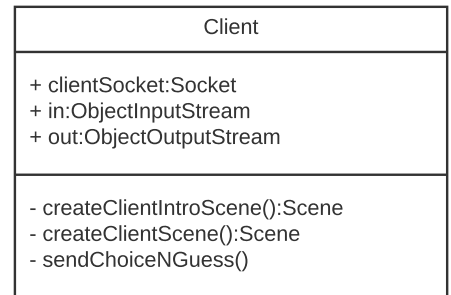 Client
+ clientSocket:Socket
+ in:ObjectInputStream
+ out:ObjectOutputStream
- createClientIntroScene():Scene
- createClientScene():Scene
- sendChoiceNGuess()